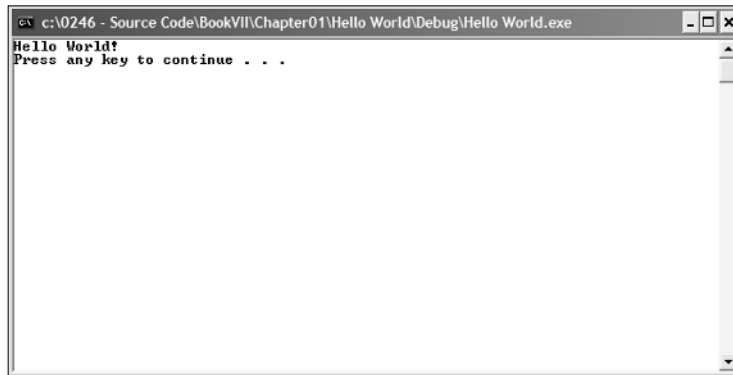 c:\0246 - Source Code\BookVII\Chapter01\Hello World\Debug\Hello World.exe
Hello World!
Press any key to continue . . .